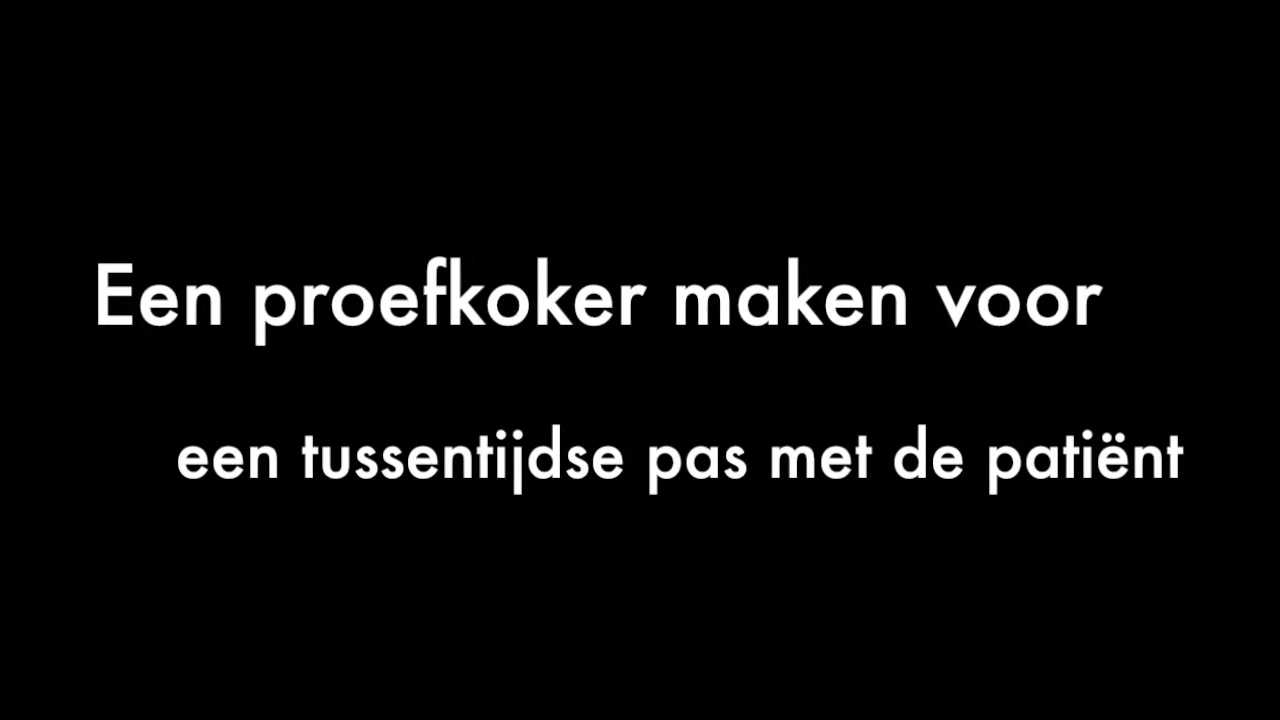 Een proefkoker maken voor
een tussentijdse pas met de patiënt